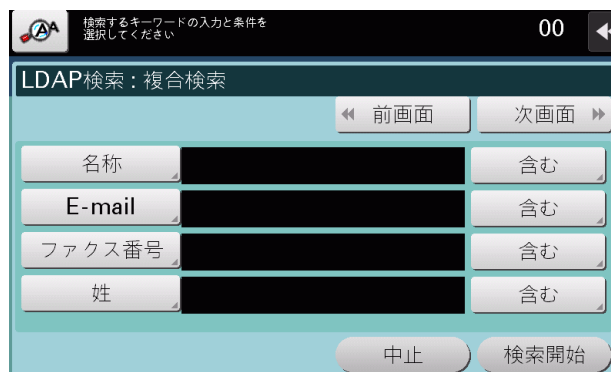 検索するキーワードの入力と条件を
選択してください
00
LDAP検索：複合検索
前画面 次画面
名称 含む
E-mail 含む
ファクス番号 含む
姓 含む
中止 検索開始